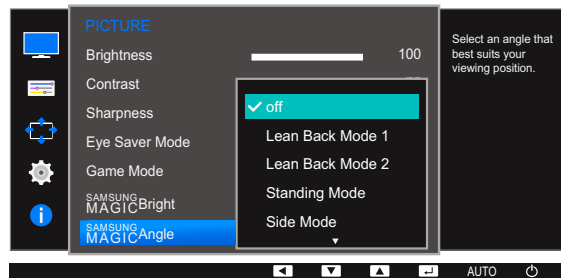 PICTURE
Brightness 100
Contrast
Sharpness
Eye Saver Mode
Game Mode
SAMSUNG
MAGICBright
SAMSUNG
MAGICAngle
off
Lean Back Mode 1
Lean Back Mode 2
Standing Mode
Side Mode
Select an angle that
best suits your
viewing position.
AUTO